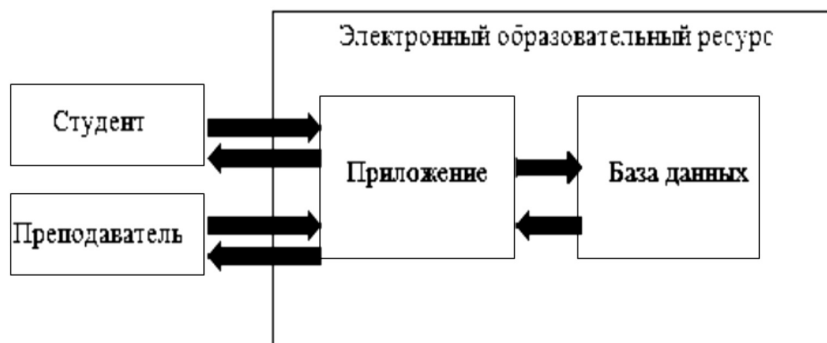 Электронный образовательный ресурс
Студент
Приложение
База данных
Преподаватель